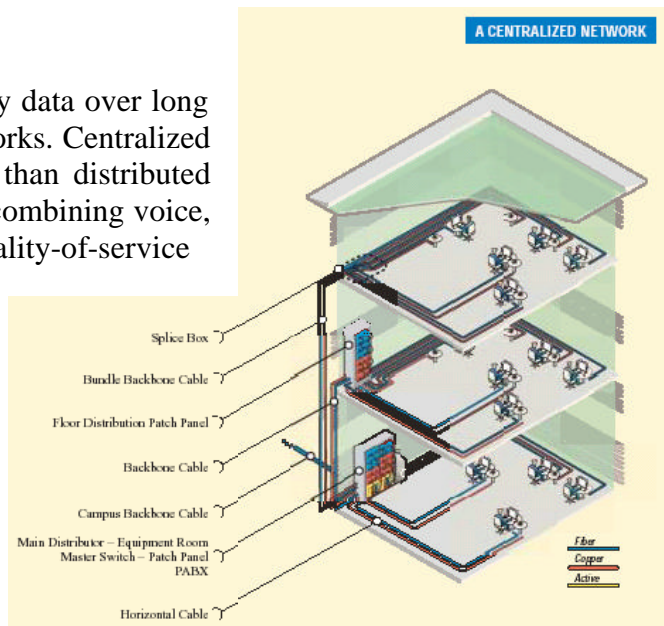 A CENTRALIZED NETWORK
y data over long
orks. Centralized
than distributed
combining voice,
ality-of-service
Splice Box
Bundle Backbone Cable
Floor Distribution Patch Panel
Backbone Cable
Campus Backbone Cable
Main Distributor – Equipment Room
Master Switch – Patch Panel
PABX
Horizontal Cable
Fiber
Copper
Active